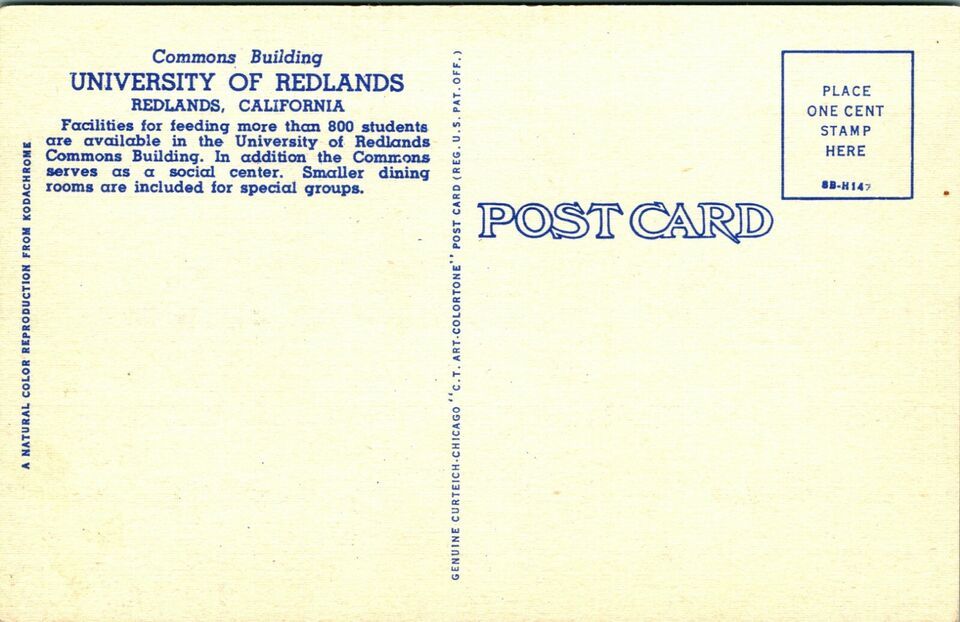 Commons Building
UNIVERSITY OF REDLANDS
REDLANDS, CALIFORNIA
Facilities for feeding more than 800 students
are available in the University of Redlands
Commons Building. In addition the Commons
serves as a social center. Smaller dining
rooms are included for special groups.
A NATURAL COLOR REPRODUCTION FROM KODACHROME
GENUINE CURTEICH-CHICAGO "C.T. ART-COLORTONE" POST CARD (REG. U.S. PAT. OFF.)
POST CARD
PLACE
ONE CENT
STAMP
HERE
8B-H147